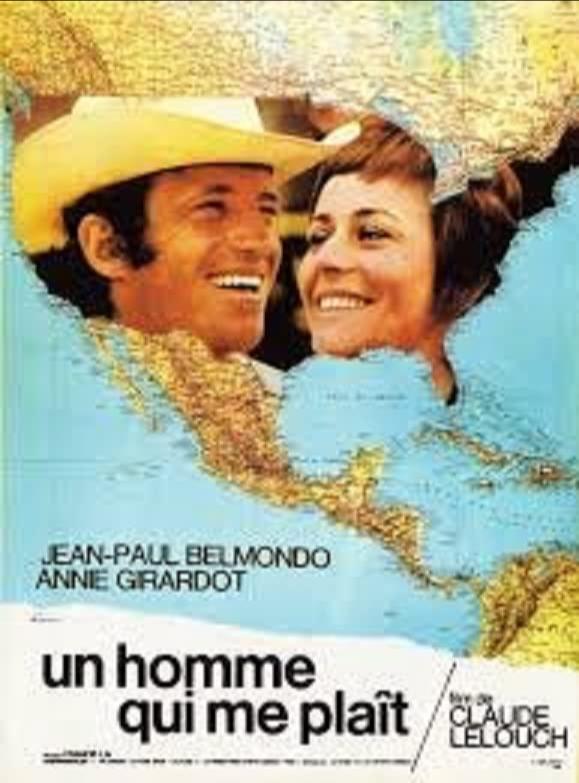 JEAN-PAUL BELMONDO
ANNIE GIRARDOT
un homme
qui me plaît
film de
CLAUDE
LELOUCH